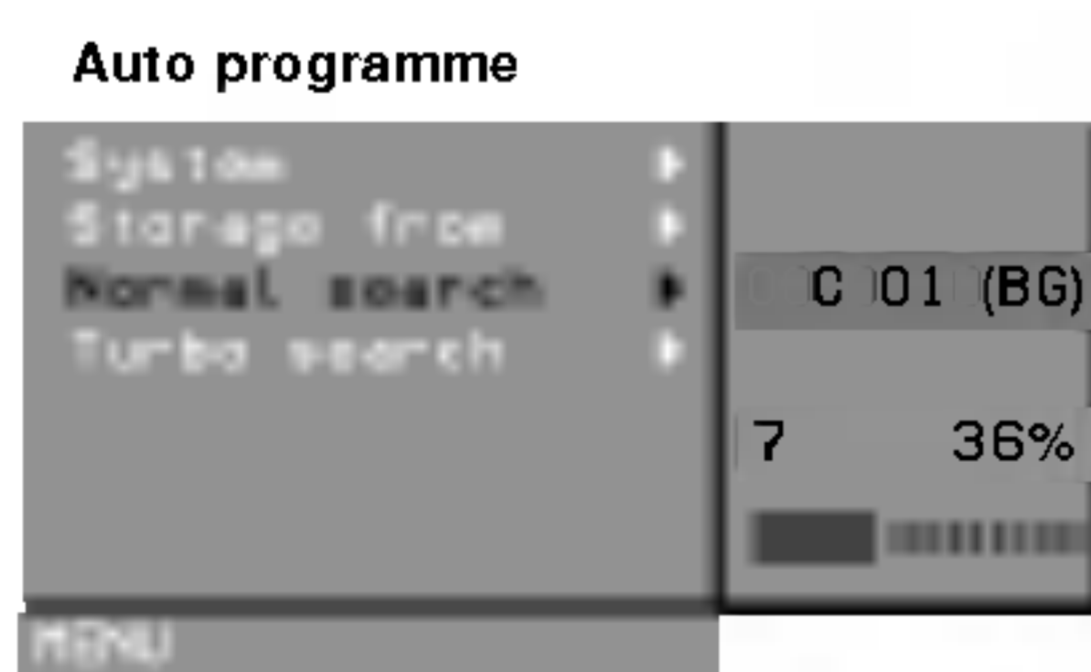 Auto programme
System
Storage from
Normal search
C 01 (BG)
Turbo search
7 36%
MENU